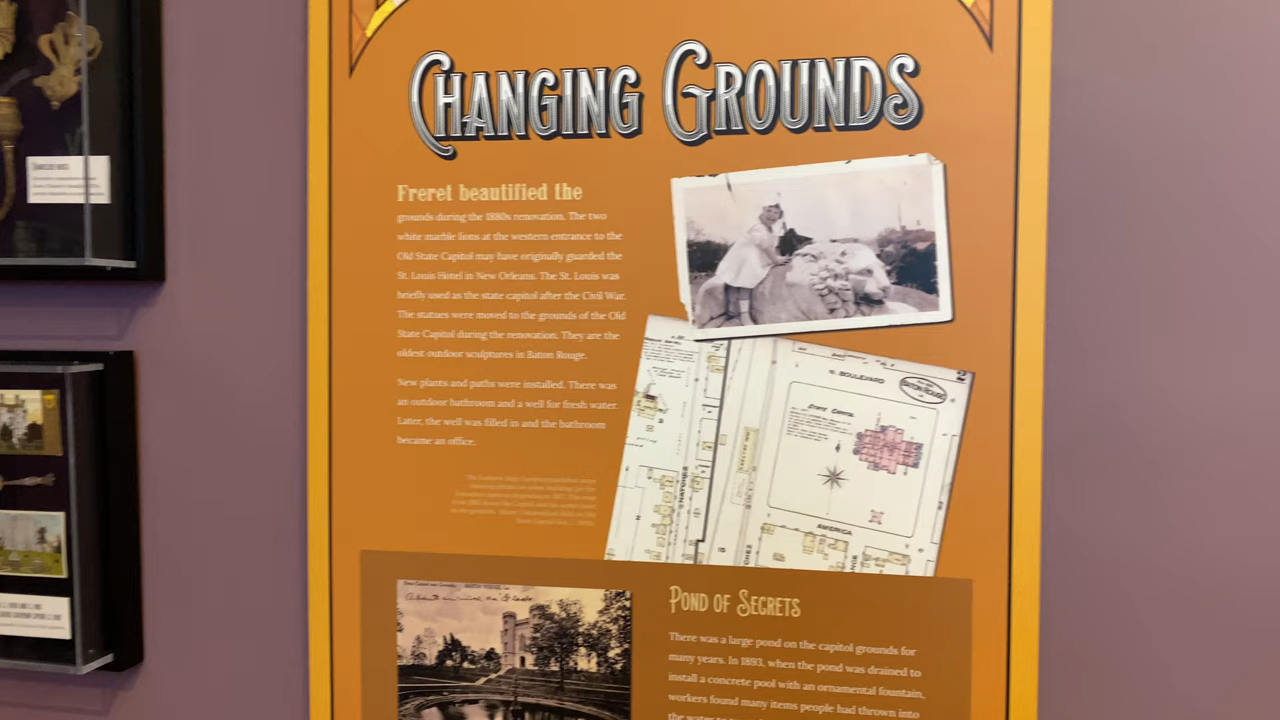 CHANGING GROUNDS
Freret beautified the
grounds during the 1880s renovation. The two
white marble lions at the western entrance to the
Old State Capitol may have originally guarded the
St. Louis Hotel in New Orleans. The St. Louis was
briefly used as the state capitol after the Civil War.
The statues were moved to the grounds of the Old
State Capitol during the renovation. They are the
oldest outdoor sculptures in Baton Rouge.
New plants and paths were installed. There was
an outdoor bathroom and a well for fresh water.
Later, the well was filled in and the bathroom
became an office.
N. BOULEVARD
2
BATON ROUGE
STATE CAPITOL
NATCHEZ
AMERICA
POND OF SECRETS
There was a large pond on the capitol grounds for
many years. In 1893, when the pond was drained to
install a concrete pool with an ornamental fountain,
workers found many items people had thrown into
the water